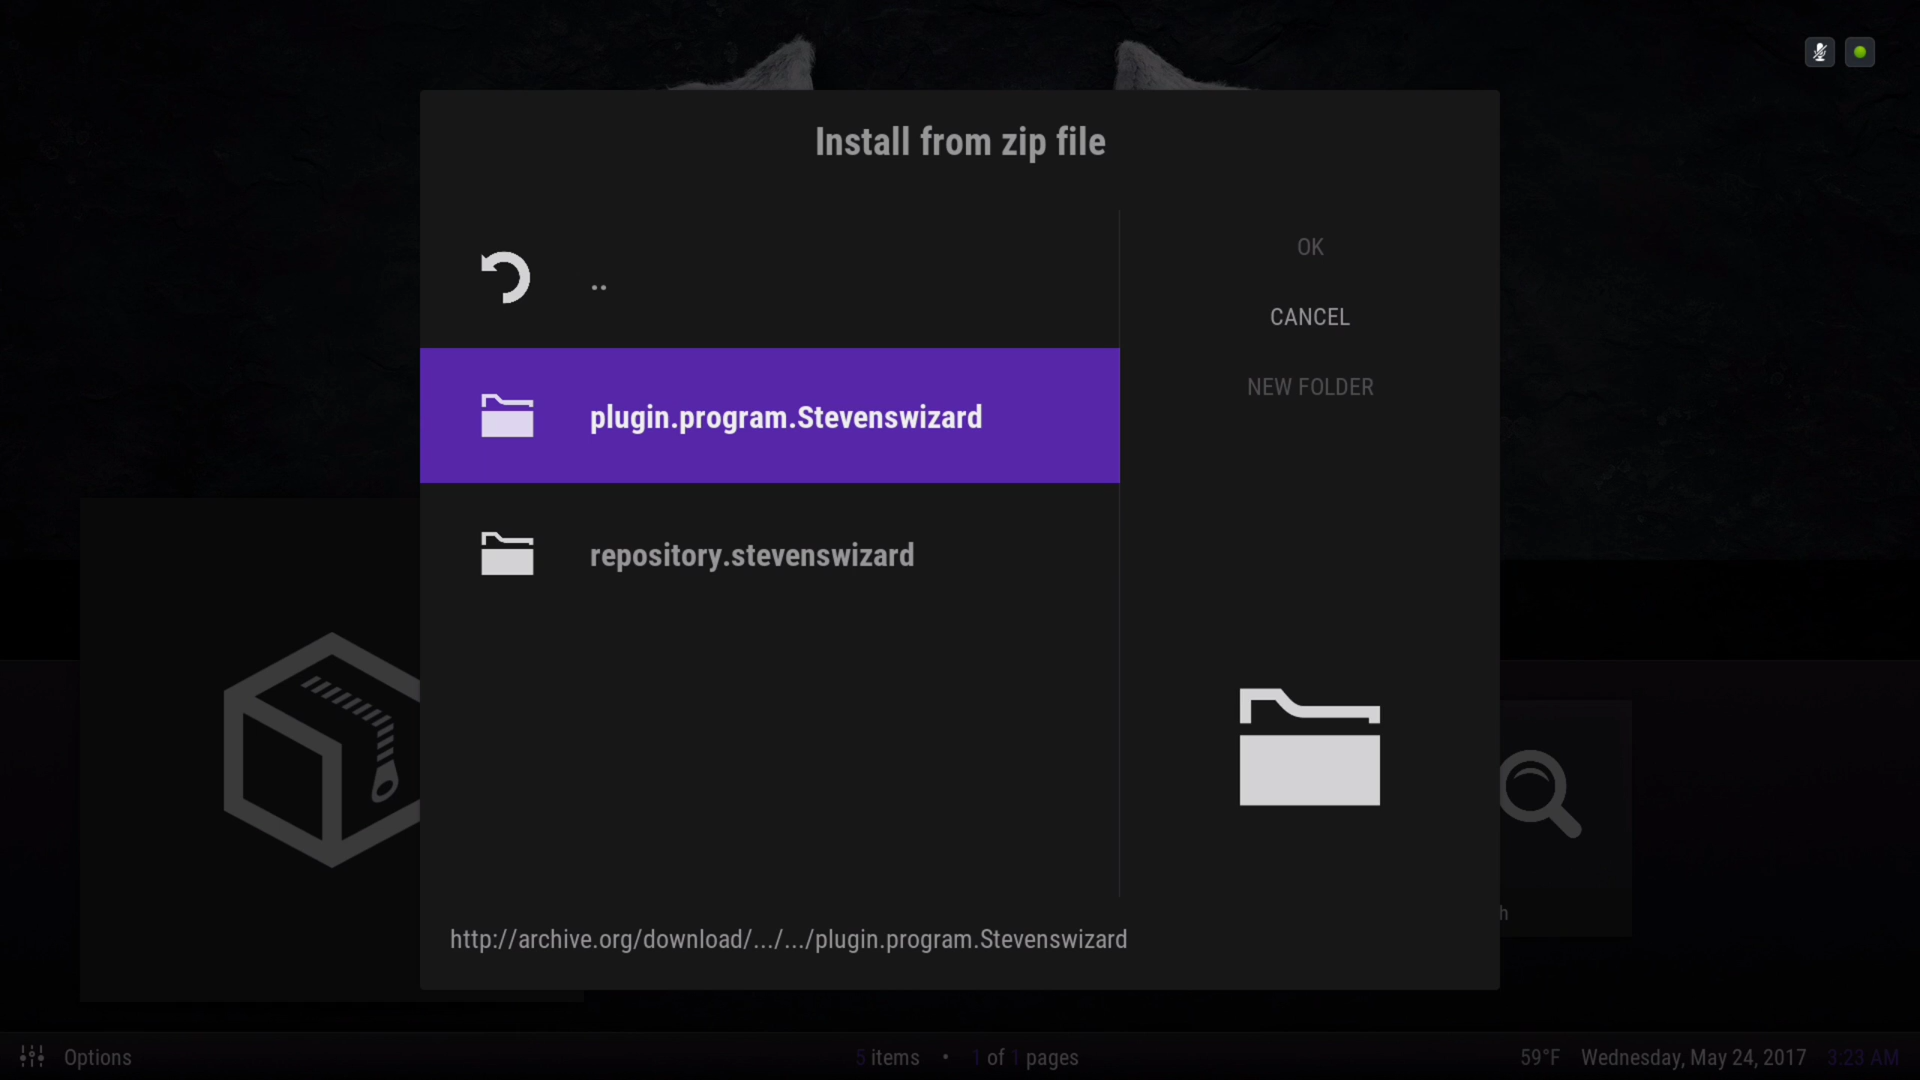 Install from zip file
..
OK
CANCEL
plugin.program.Stevenswizard
NEW FOLDER
repository.stevenswizard
h
http://archive.org/download/.../.../plugin.program.Stevenswizard
Options
5 items • 1 of 1 pages
59°F Wednesday, May 24, 2017 3:23 AM